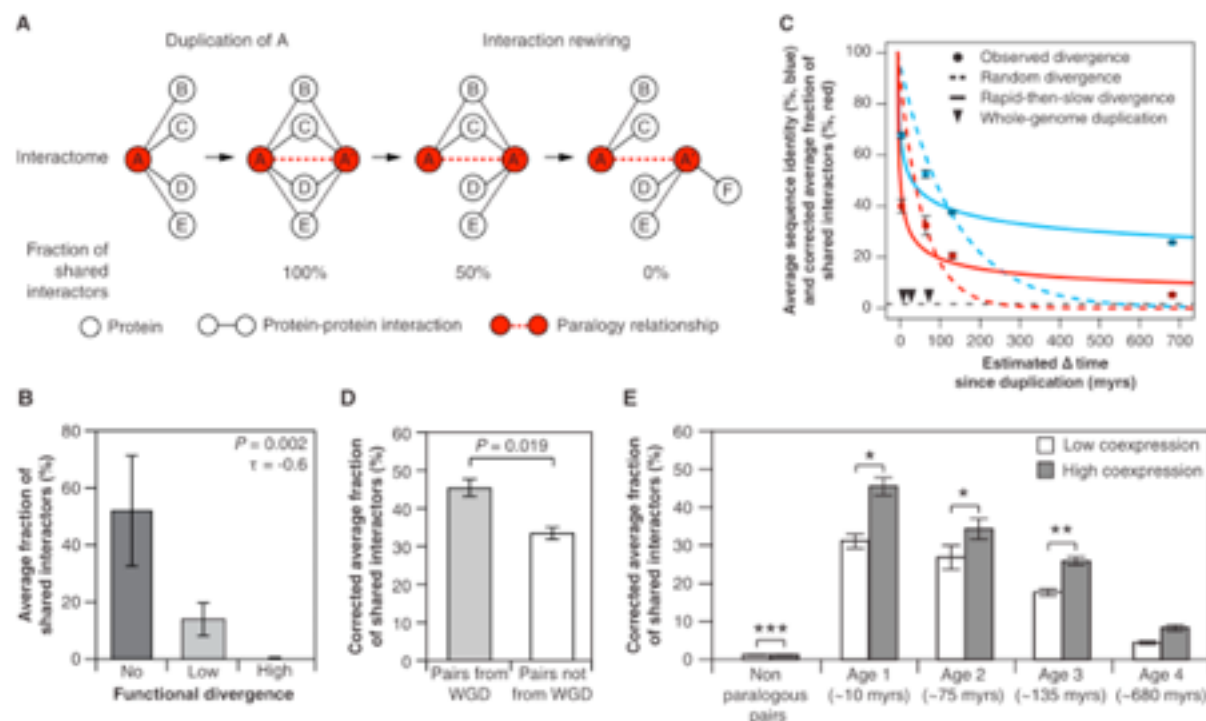 A
Duplication of A
Interaction rewiring
B
C
A
D
E
B
C
A
A
D
E
B
C
A
A
D
E
B
C
A
A
D
E
F
Interactome
Fraction of
shared
interactors
100%
50%
0%
Protein
Protein-protein interaction
Paralogy relationship
C
Average sequence identity (%, blue)
and corrected average fraction of
shared interactors (%, red)
100
80
60
40
20
0
Observed divergence
Random divergence
Rapid-then-slow divergence
Whole-genome duplication
0 100 200 300 400 500 600 700
Estimated Δ time
since duplication (myrs)
B
Average fraction of
shared interactors (%)
80
60
40
20
0
P = 0.002
τ = -0.6
No Low High
Functional divergence
D
Corrected average fraction
of shared interactors (%)
60
50
40
30
20
10
0
P = 0.019
Pairs from
WGD
Pairs not
from WGD
E
Corrected average fraction
of shared interactors (%)
60
50
40
30
20
10
0
Low coexpression
High coexpression
***
*
*
**
Non
paralogous
pairs
Age 1
(~10 myrs)
Age 2
(~75 myrs)
Age 3
(~135 myrs)
Age 4
(~680 myrs)